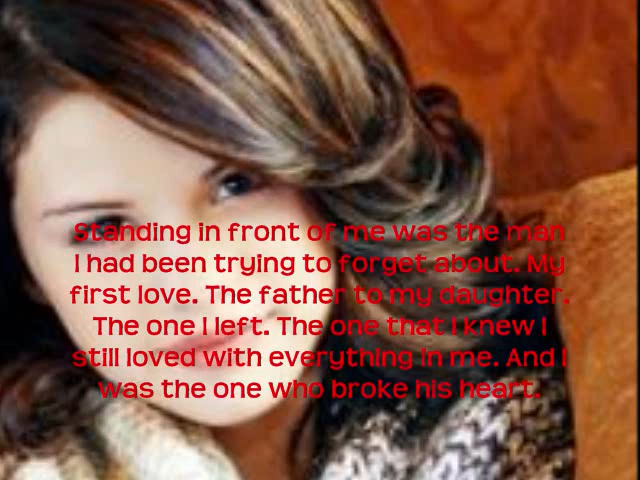 Standing in front of me was the man
I had been trying to forget about. My
first love. The father to my daughter.
The one I left. The one that I knew I
still loved with everything in me. And I
was the one who broke his heart.